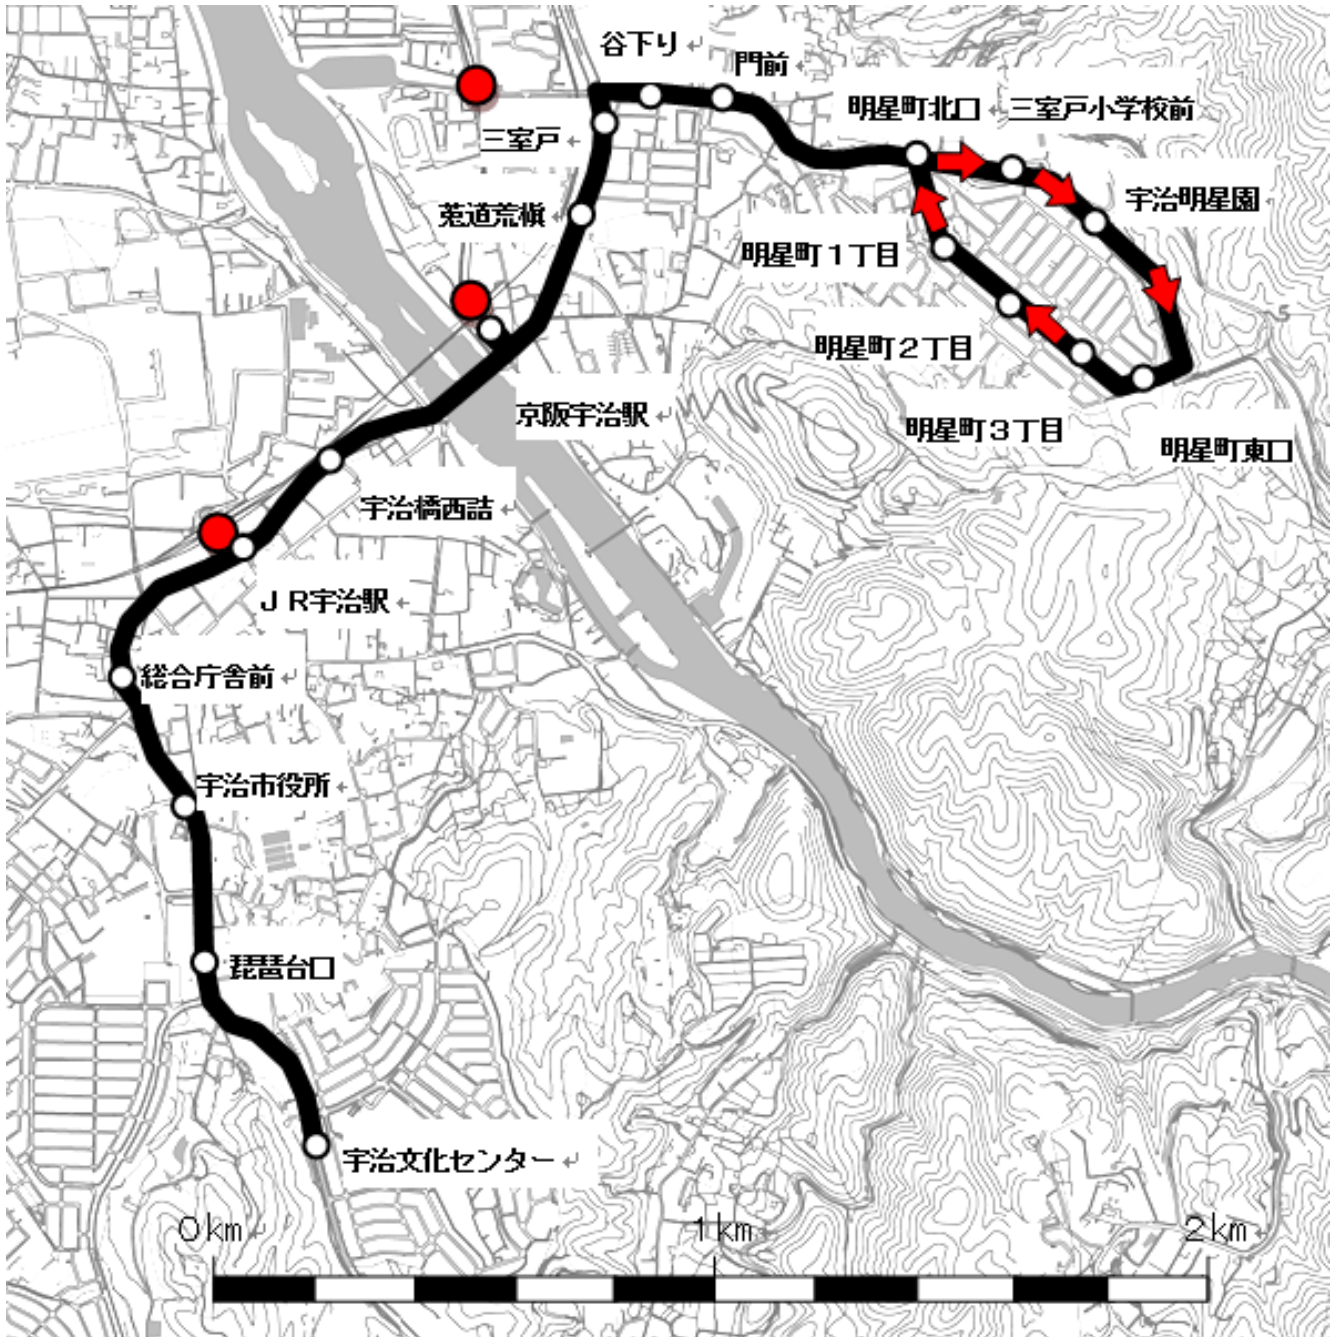 谷下り
門前
明星町北口
三室戸小学校前
三室戸
宇治明星園
菟道荒槇
明星町1丁目
明星町2丁目
京阪宇治駅
明星町3丁目
明星町東口
宇治橋西詰
JR宇治駅
総合庁舎前
宇治市役所
琵琶台口
宇治文化センター
0km
1km
2km